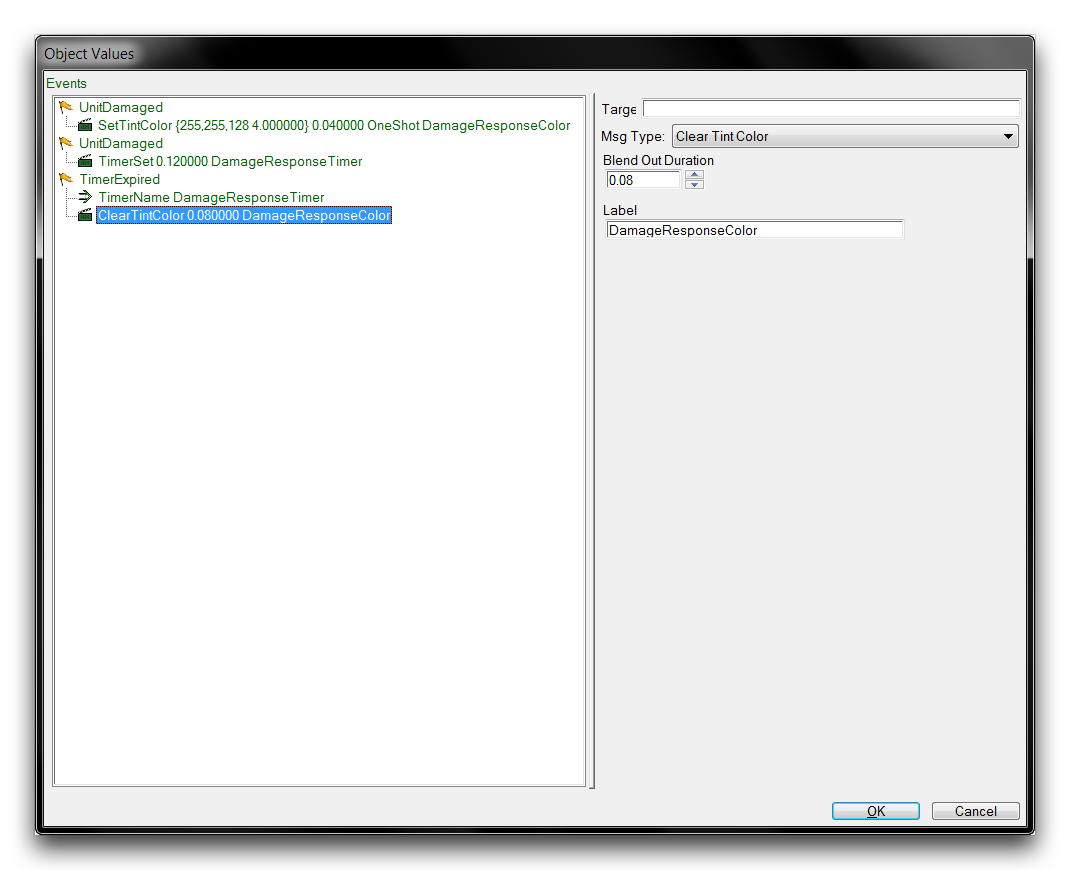 Object Values
Events
UnitDamaged
SetTintColor {255,255,128 4.000000} 0.040000 OneShot DamageResponseColor
UnitDamaged
TimerSet 0.120000 DamageResponseTimer
TimerExpired
TimerName DamageResponseTimer
ClearTintColor 0.080000 DamageResponseColor
Targe
Msg Type: Clear Tint Color
Blend Out Duration
0.08
Label
DamageResponseColor
OK Cancel